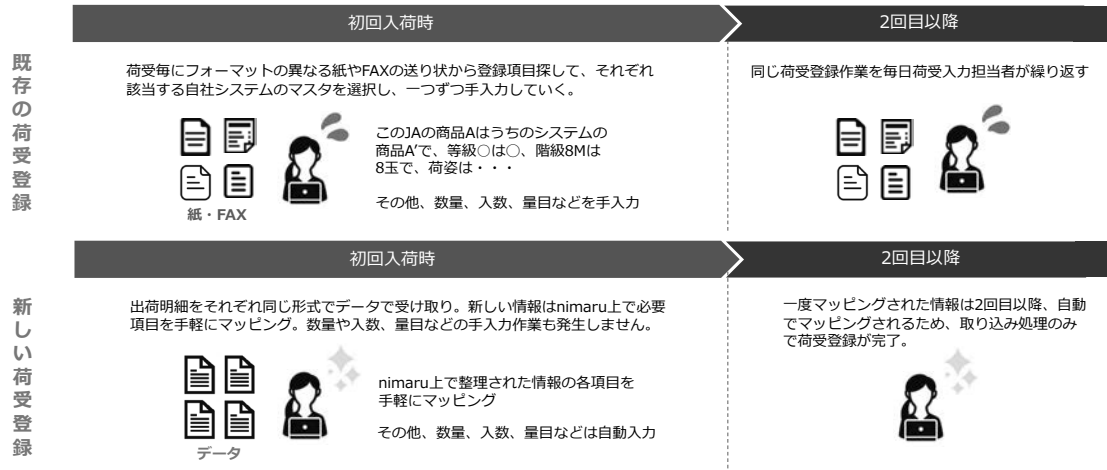 初回入荷時
2回目以降
既存の荷受登録
荷受毎にフォーマットの異なる紙やFAXの送り状から登録項目探して、それぞれ
該当する自社システムのマスタを選択し、一つずつ手入力していく。
紙・FAX
このJAの商品Aはうちのシステムの
商品A’で、等級○は○、階級8Mは
8玉で、荷姿は・・・
その他、数量、入数、量目などを手入力
同じ荷受登録作業を毎日荷受入力担当者が繰り返す
初回入荷時
2回目以降
新しい荷受登録
出荷明細をそれぞれ同じ形式でデータで受け取り。新しい情報はnimaru上で必要
項目を手軽にマッピング。数量や入数、量目などの手入力作業も発生しません。
データ
nimaru上で整理された情報の各項目を
手軽にマッピング
その他、数量、入数、量目などは自動入力
一度マッピングされた情報は2回目以降、自動
でマッピングされるため、取り込み処理のみ
で荷受登録が完了。